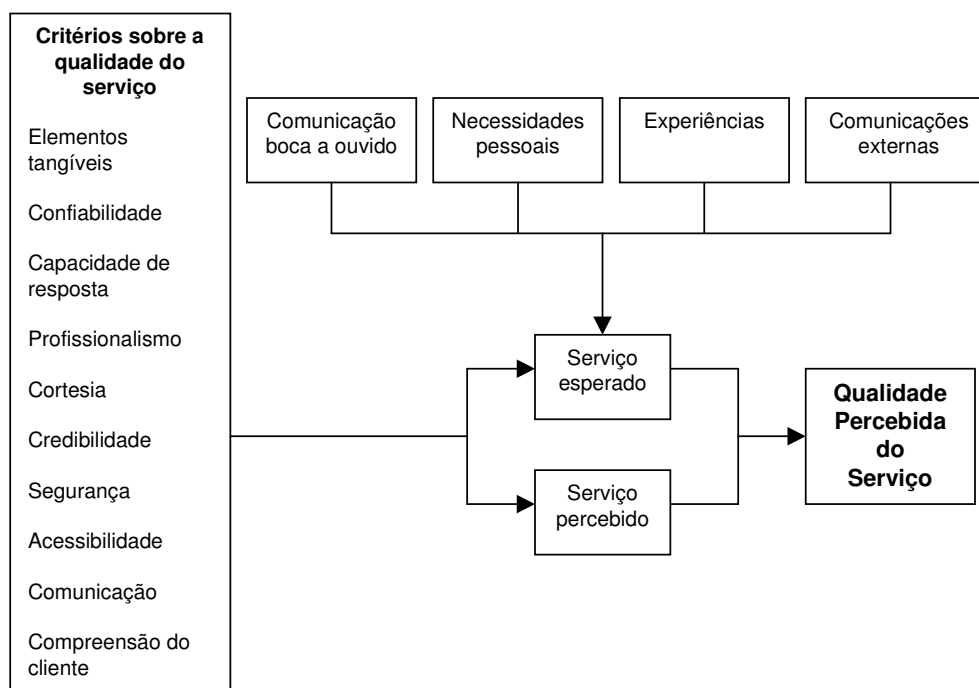 Critérios sobre a
qualidade do
serviço
Elementos
tangíveis
Confiabilidade
Capacidade de
resposta
Profissionalismo
Cortesia
Credibilidade
Segurança
Acessibilidade
Comunicação
Compreensão do
cliente
Comunicação
boca a ouvido
Necessidades
pessoais
Experiências
Comunicações
externas
Serviço
esperado
Serviço
percebido
Qualidade
Percebida
do
Serviço